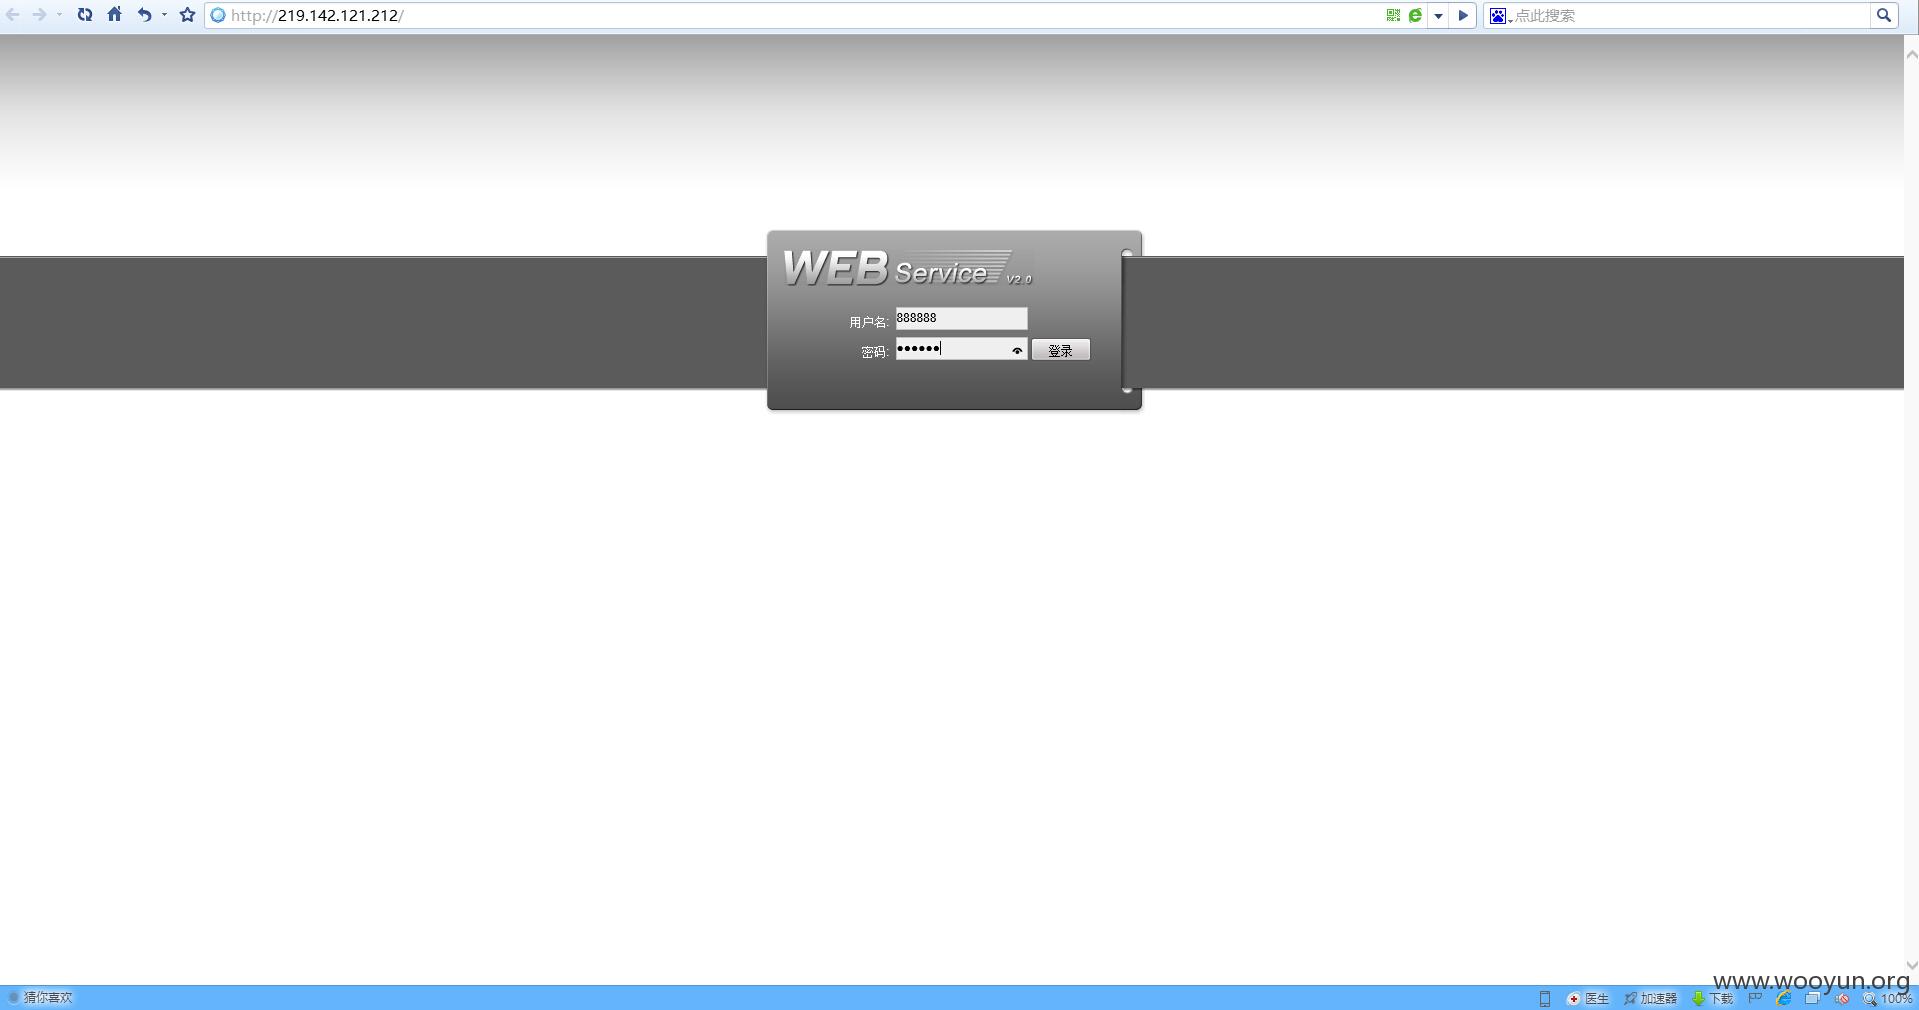 http://219.142.121.212/
点此搜索
WEB Service V2.0
用户名: 888888
密码: ●●●●●● 登录
www.wooyun.org
猜你喜欢 医生 加速器 下载 100%